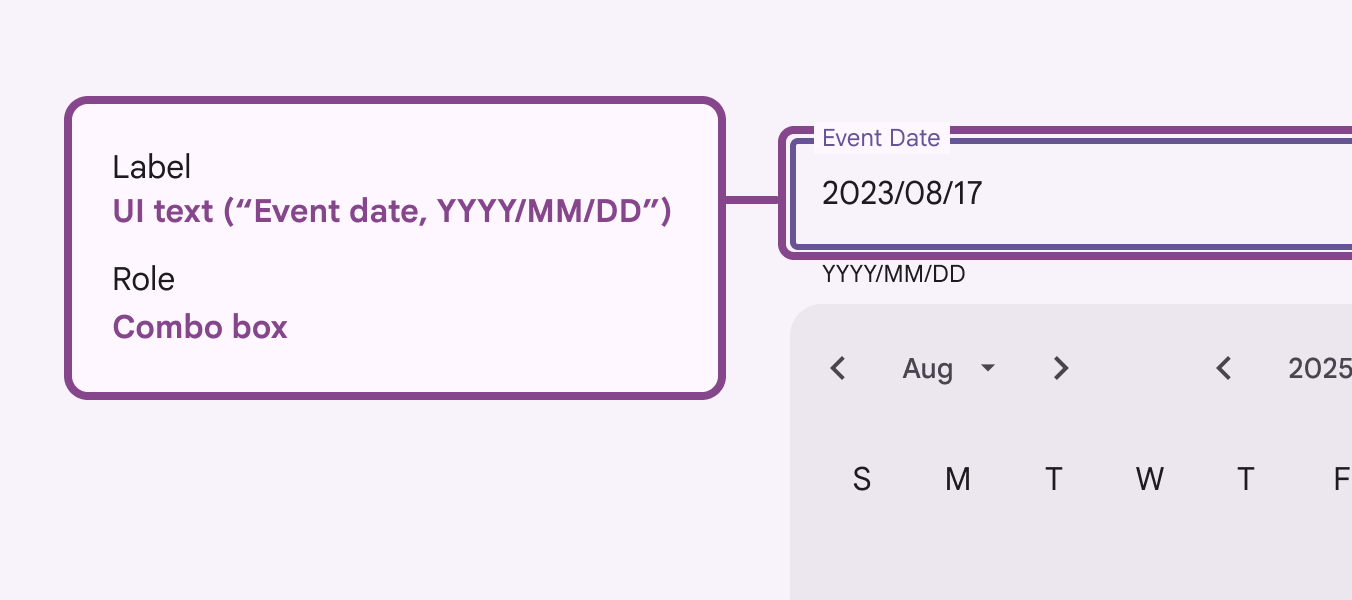 Label
UI text (“Event date, YYYY/MM/DD”)
Role
Combo box
Event Date
2023/08/17
YYYY/MM/DD
Aug 2025
S M T W T F